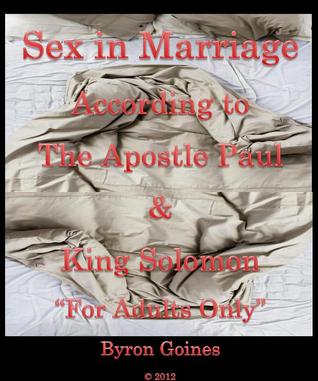 Sex in Marriage
According to
The Apostle Paul
&
King Solomon
“For Adults Only”
Byron Goines
© 2012